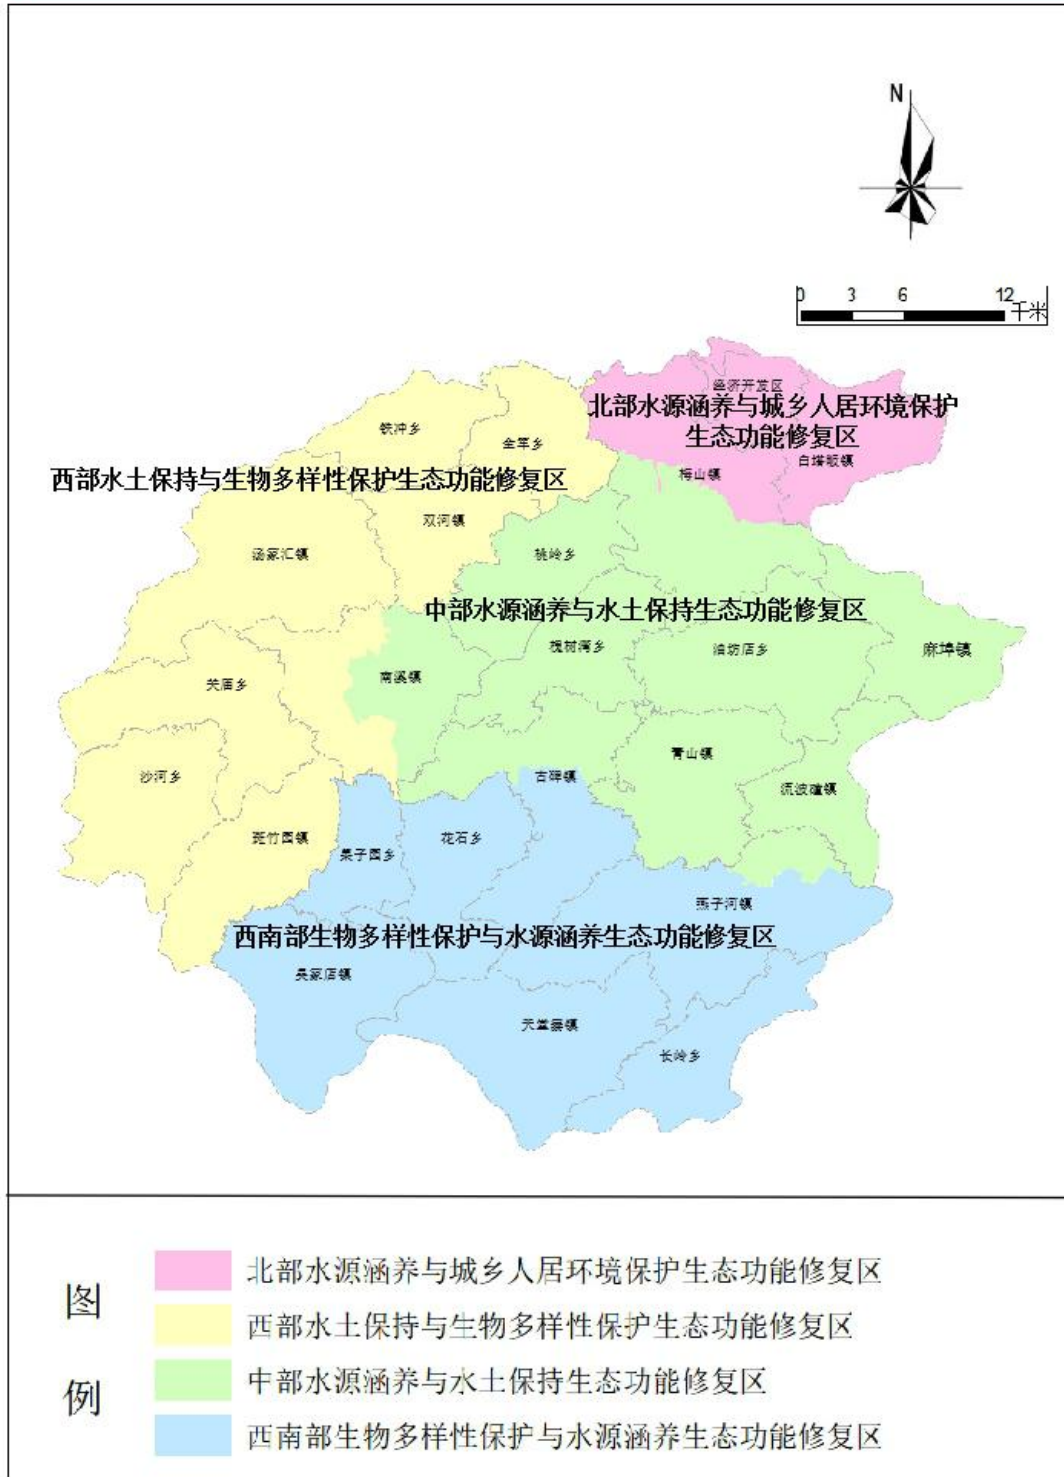 N
0 3 6 12 千米
经济开发区
北部水源涵养与城乡人居环境保护
生态功能修复区
白塔畈镇
梅山镇
铁冲乡
全军乡
西部水土保持与生物多样性保护生态功能修复区
双河镇
汤家汇镇
桃岭乡
中部水源涵养与水土保持生态功能修复区
槐树湾乡
油坊店乡
麻埠镇
南溪镇
关庙乡
青山镇
沙河乡
古碑镇
流波䃥镇
斑竹园镇
花石乡
果子园乡
燕子河镇
西南部生物多样性保护与水源涵养生态功能修复区
吴家店镇
天堂寨镇
长岭乡
图例
北部水源涵养与城乡人居环境保护生态功能修复区
西部水土保持与生物多样性保护生态功能修复区
中部水源涵养与水土保持生态功能修复区
西南部生物多样性保护与水源涵养生态功能修复区